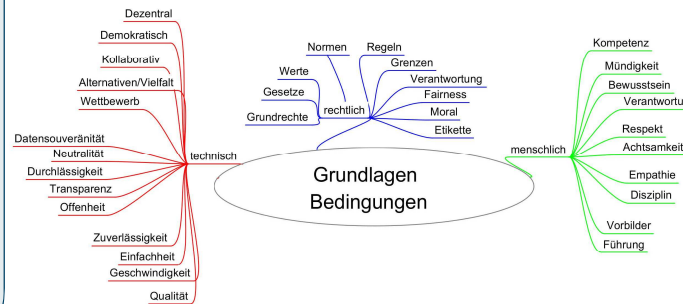 Dezentral
Demokratisch
Kollaborativ
Alternativen/Vielfalt
Wettbewerb
Datensouveränität
Neutralität
Durchlässigkeit
Transparenz
Offenheit
Zuverlässigkeit
Einfachheit
Geschwindigkeit
Qualität
technisch
Normen
Werte
Gesetze
Grundrechte
rechtlich
Regeln
Grenzen
Verantwortung
Fairness
Moral
Etikette
Grundlagen
Bedingungen
menschlich
Kompetenz
Mündigkeit
Bewusstsein
Verantwortu
Respekt
Achtsamkeit
Empathie
Disziplin
Vorbilder
Führung